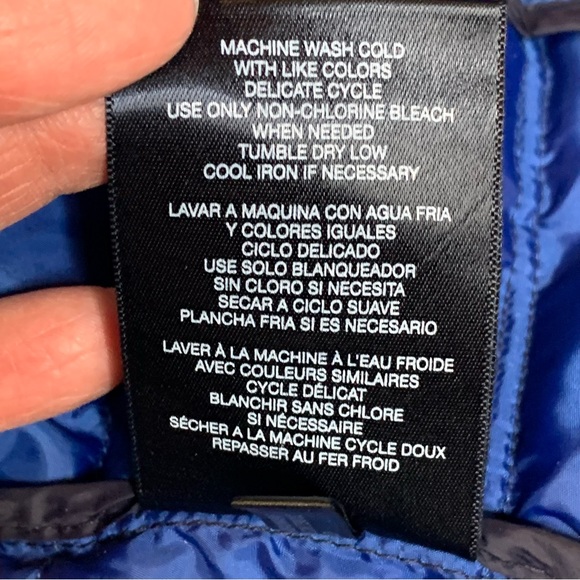 MACHINE WASH COLD
WITH LIKE COLORS
DELICATE CYCLE
USE ONLY NON-CHLORINE BLEACH
WHEN NEEDED
TUMBLE DRY LOW
COOL IRON IF NECESSARY
LAVAR A MAQUINA CON AGUA FRIA
Y COLORES IGUALES
CICLO DELICADO
USE SOLO BLANQUEADOR
SIN CLORO SI NECESITA
SECAR A CICLO SUAVE
PLANCHA FRIA SI ES NECESARIO
LAVER À LA MACHINE À L'EAU FROIDE
AVEC COULEURS SIMILAIRES
CYCLE DÉLICAT
BLANCHIR SANS CHLORE
SI NÉCESSAIRE
SÉCHER A LA MACHINE CYCLE DOUX
REPASSER AU FER FROID